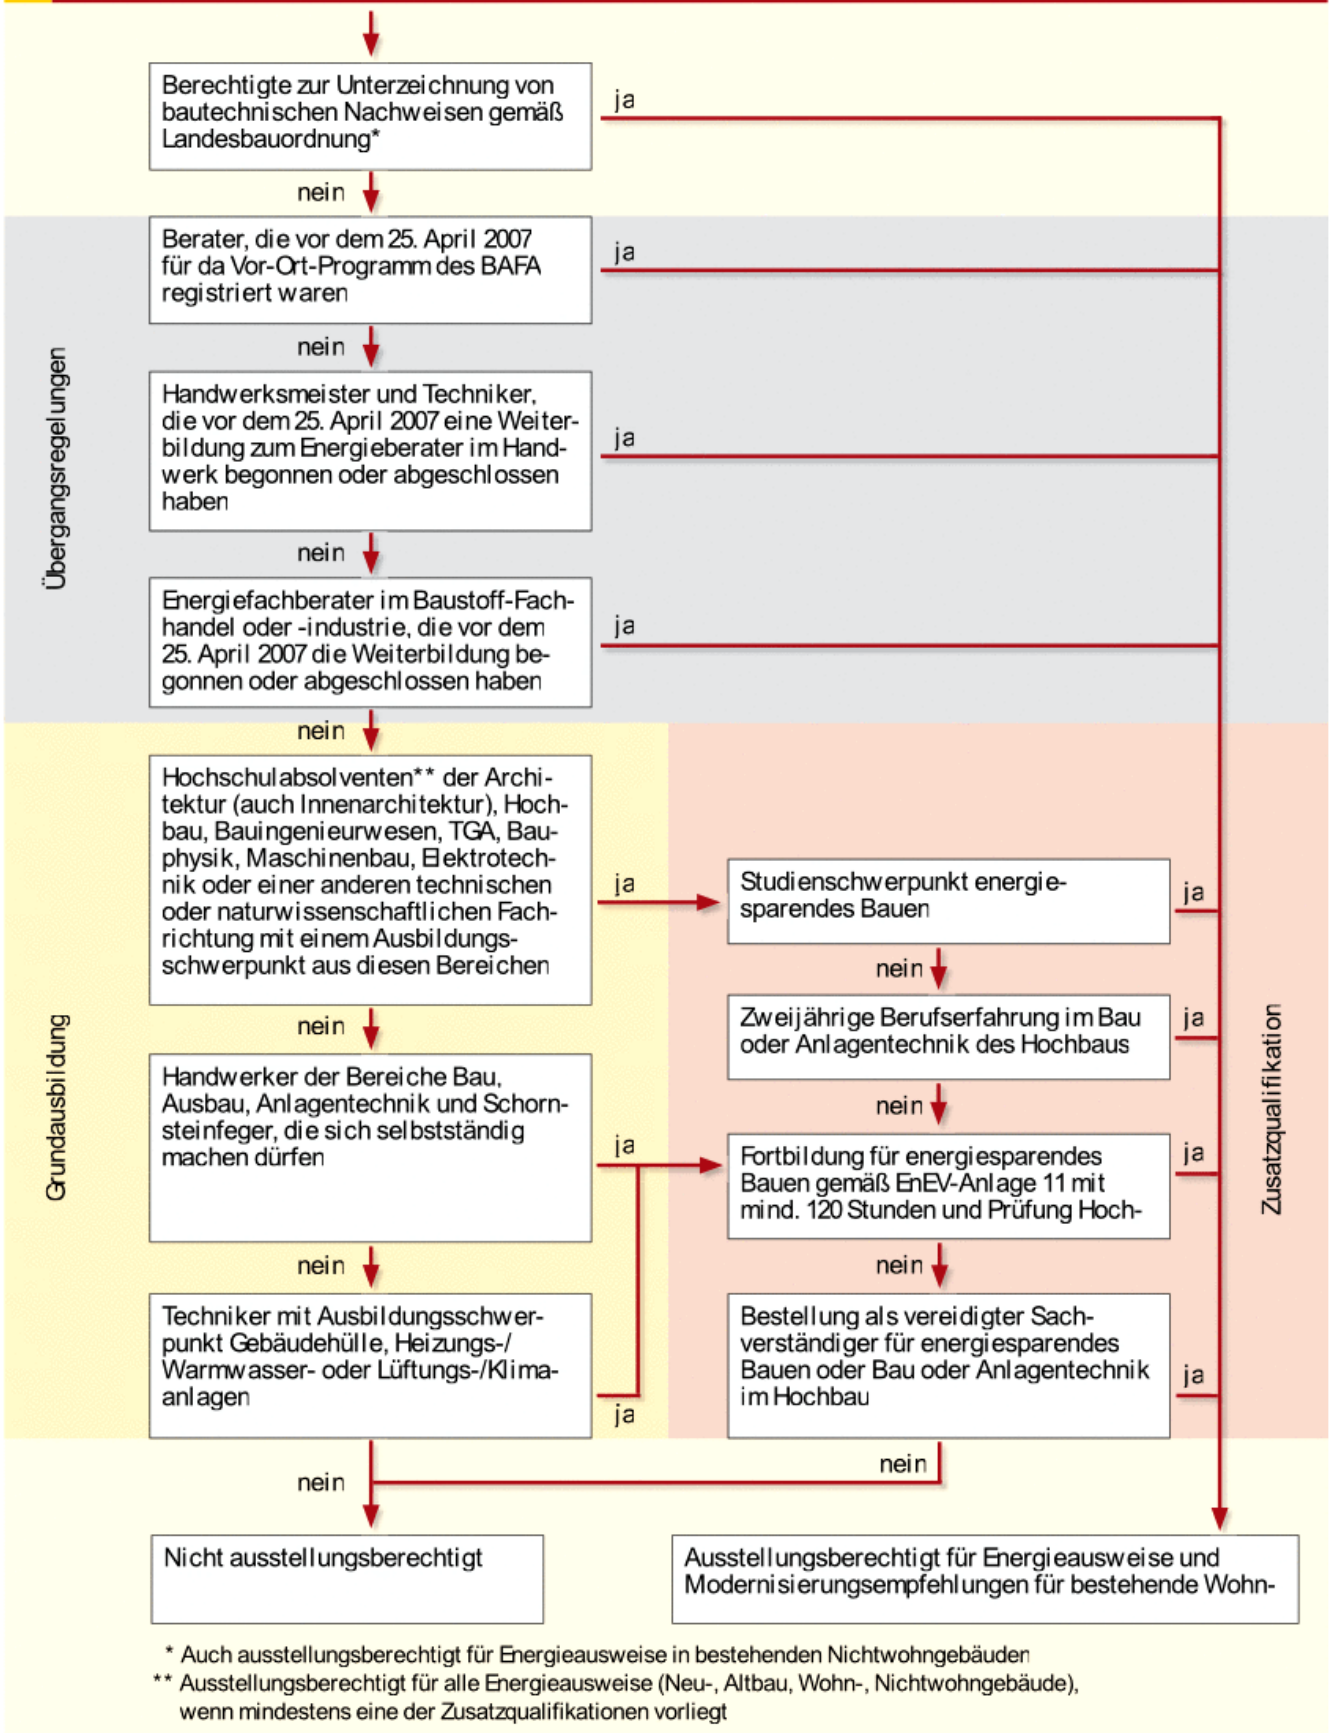 Berechtigte zur Unterzeichnung von
bautechnischen Nachweisen gemäß
Landesbauordnung*
ja
nein
Übergangsregelungen
Berater, die vor dem 25. April 2007
für da Vor-Ort-Programm des BAFA
registriert waren
ja
nein
Handwerksmeister und Techniker,
die vor dem 25. April 2007 eine Weiter-
bildung zum Energieberater im Hand-
werk begonnen oder abgeschlossen
haben
ja
nein
Energiefachberater im Baustoff-Fach-
handel oder -industrie, die vor dem
25. April 2007 die Weiterbildung be-
gonnen oder abgeschlossen haben
ja
nein
Grundausbildung
Hochschulabsolventen** der Archi-
tektur (auch Innenarchitektur), Hoch-
bau, Bauingenieurwesen, TGA, Bau-
physik, Maschinenbau, Elektrotech-
nik oder einer anderen technischen
oder naturwissenschaftlichen Fach-
richtung mit einem Ausbildungs-
schwerpunkt aus diesen Bereichen
ja
nein
Handwerker der Bereiche Bau,
Ausbau, Anlagentechnik und Schorn-
steinfeger, die sich selbstständig
machen dürfen
ja
nein
Techniker mit Ausbildungsschwer-
punkt Gebäudehülle, Heizungs-/
Warmwasser- oder Lüftungs-/Klima-
anlagen
ja
nein
Zusatzqualifikation
Studienschwerpunkt energie-
sparendes Bauen
ja
nein
Zweijährige Berufserfahrung im Bau
oder Anlagentechnik des Hochbaus
ja
nein
Fortbildung für energiesparendes
Bauen gemäß EnEV-Anlage 11 mit
mind. 120 Stunden und Prüfung Hoch-
ja
nein
Bestellung als vereidigter Sach-
verständiger für energiesparendes
Bauen oder Bau oder Anlagentechnik
im Hochbau
ja
nein
Nicht ausstellungsberechtigt
Ausstellungsberechtigt für Energieausweise und
Modernisierungsempfehlungen für bestehende Wohn-
* Auch ausstellungsberechtigt für Energieausweise in bestehenden Nichtwohngebäuden
** Ausstellungsberechtigt für alle Energieausweise (Neu-, Altbau, Wohn-, Nichtwohngebäude),
wenn mindestens eine der Zusatzqualifikationen vorliegt